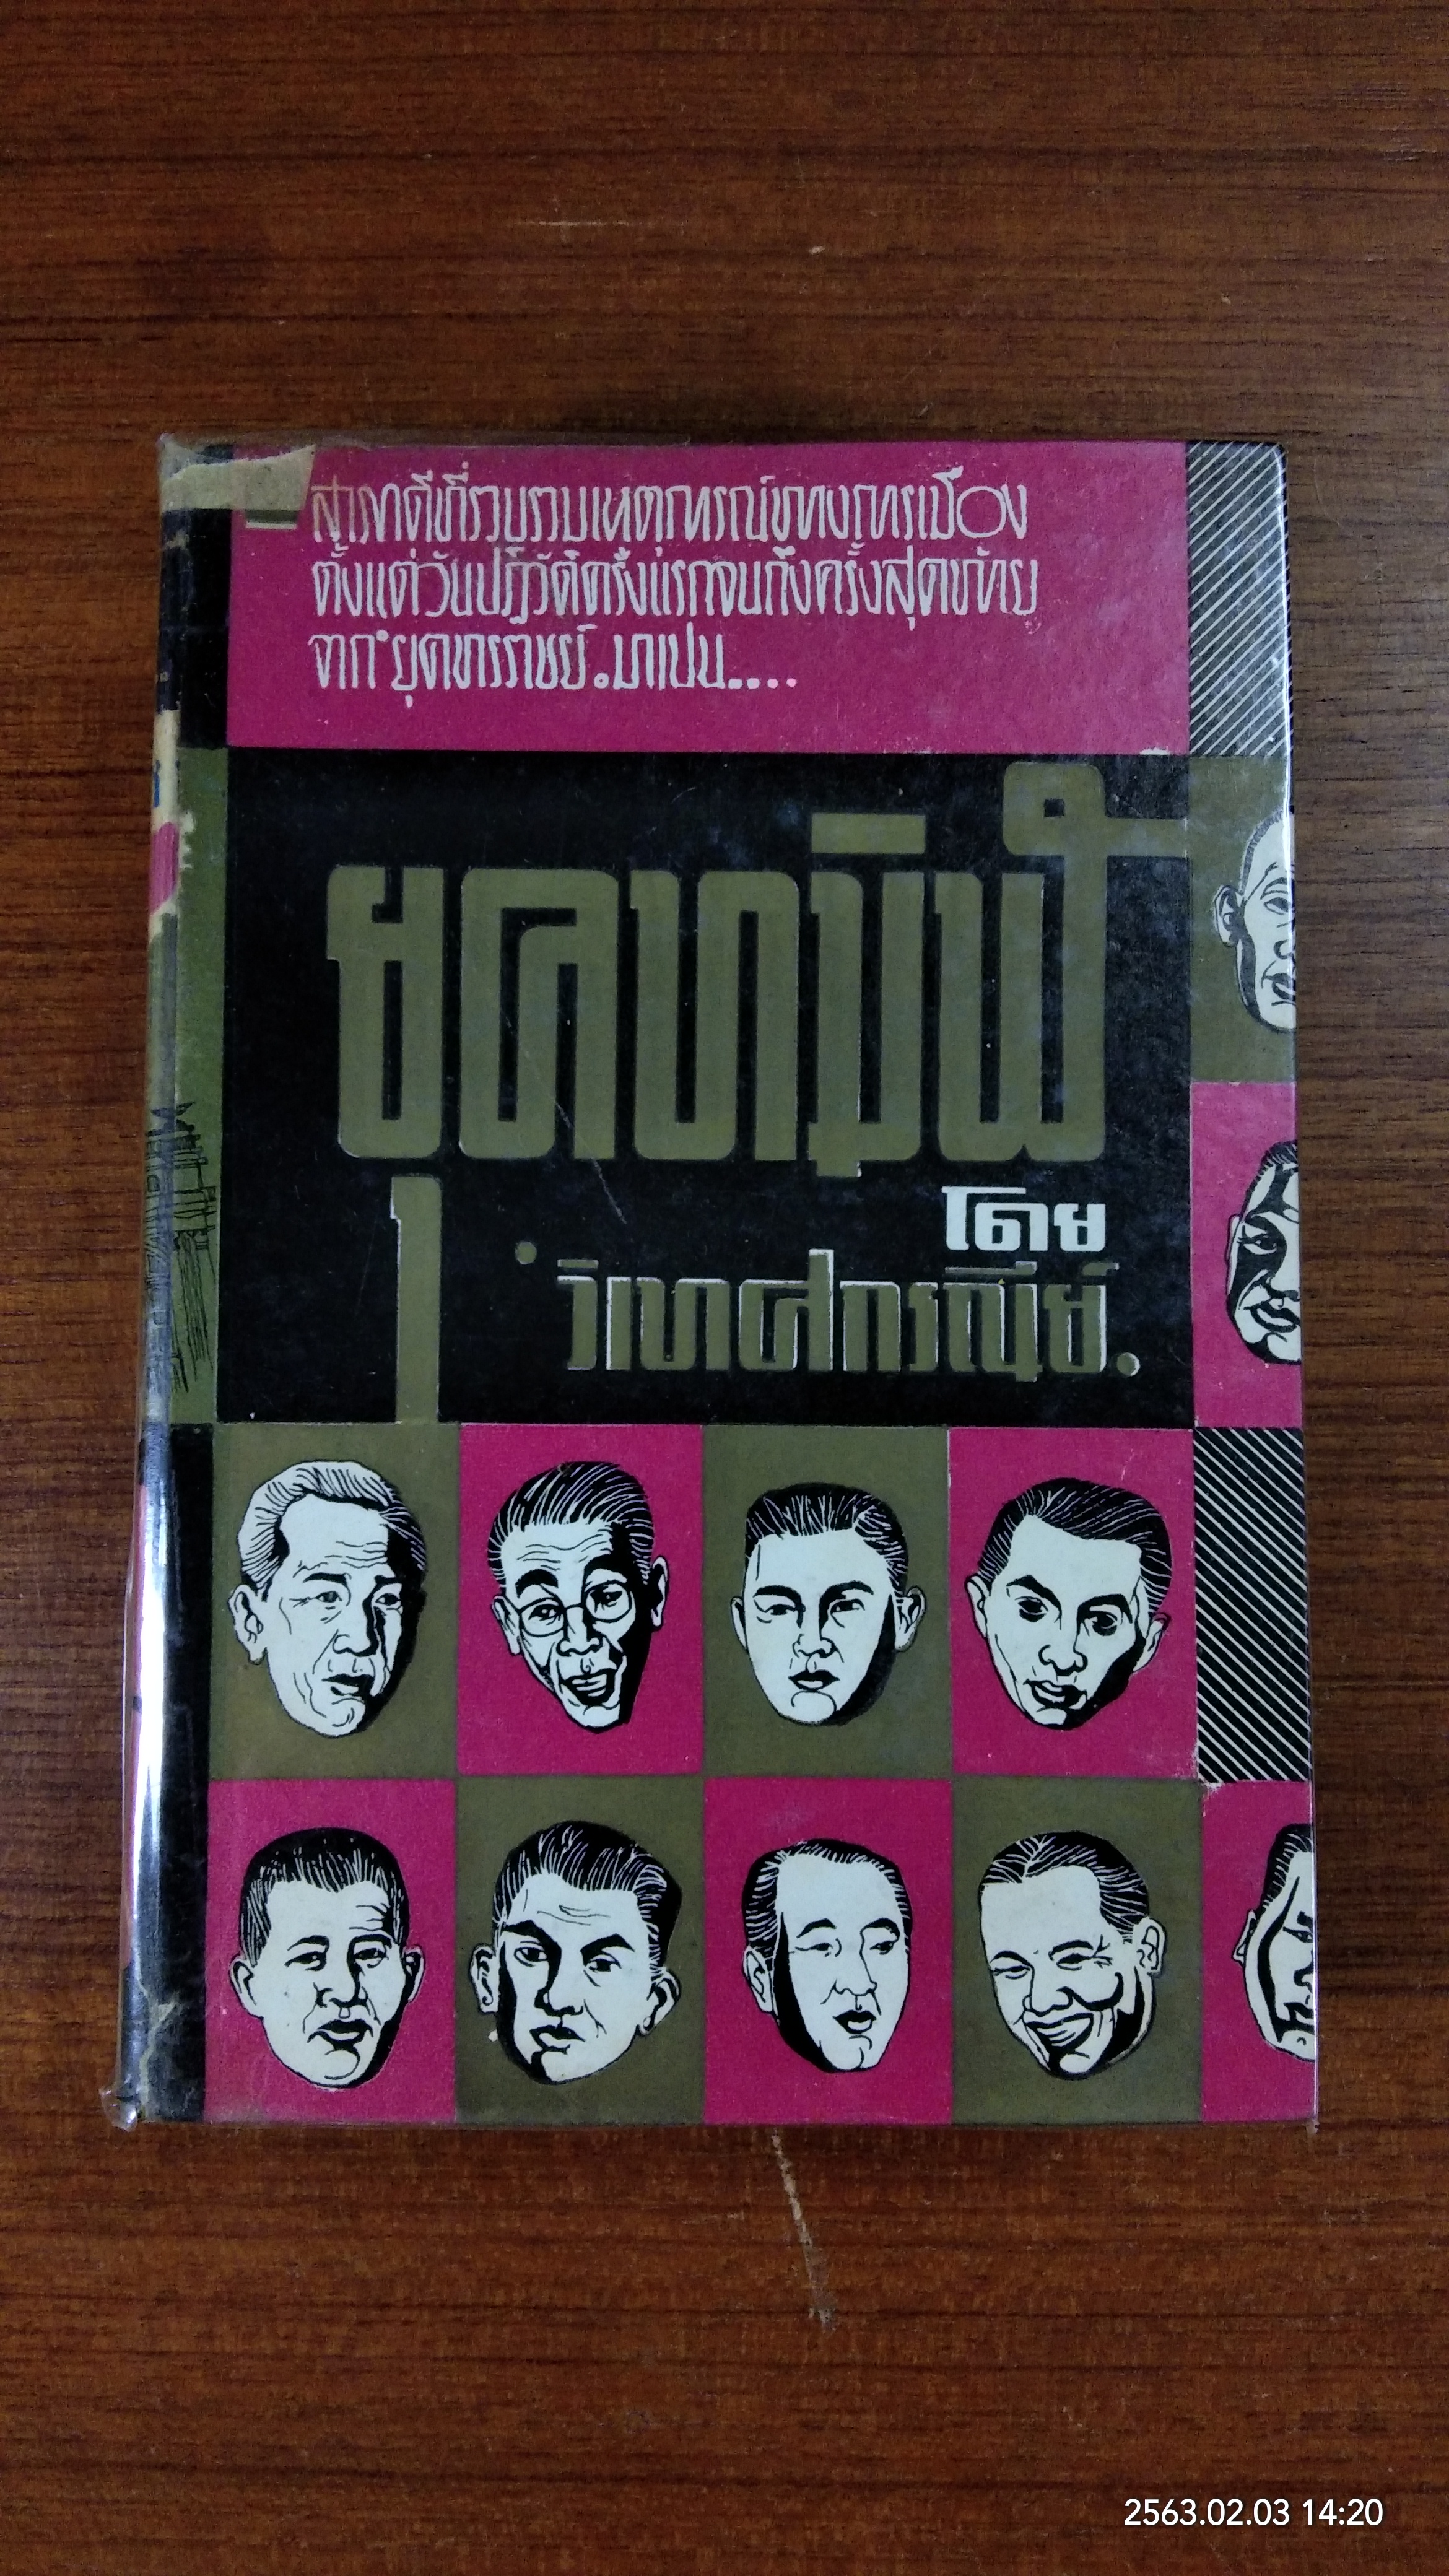 สารคดีที่รวบรวมเหตุการณ์ทางการเมือง
ตั้งแต่วันปฏิวัติครั้งแรกจนถึงครั้งสุดท้าย
จาก"ยุคทารราชย์.มาเปน....
ยุคทมิฬ
โดย
'วิเทศกรณีย์.
2563.02.03 14:20